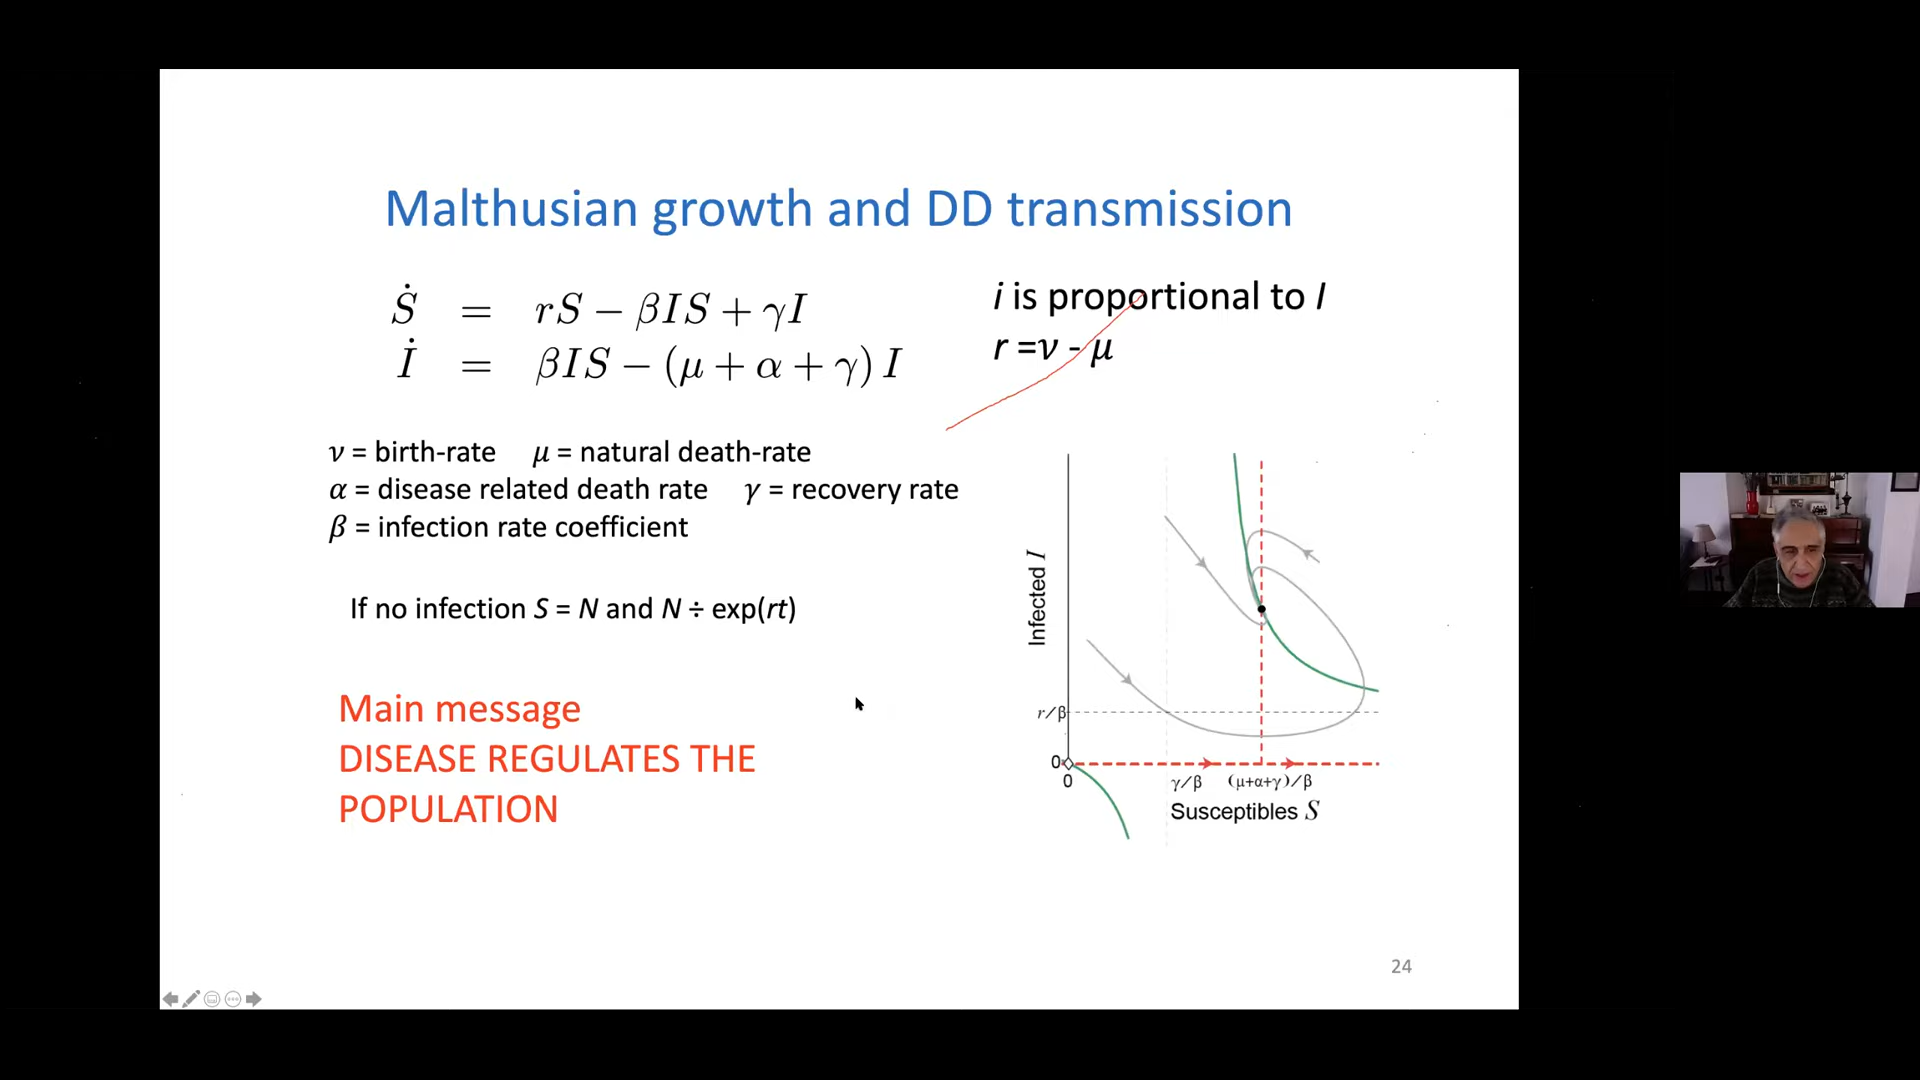 Malthusian growth and DD transmission
Ṡ = rS − βIS + γI
İ = βIS − (μ + α + γ) I
i is proportional to I
r =ν - μ
ν = birth-rate μ = natural death-rate
α = disease related death rate γ = recovery rate
β = infection rate coefficient
If no infection S = N and N ÷ exp(rt)
Main message
DISEASE REGULATES THE
POPULATION
Infected I
r/β
0
0
γ/β (μ+α+γ)/β
Susceptibles S
24